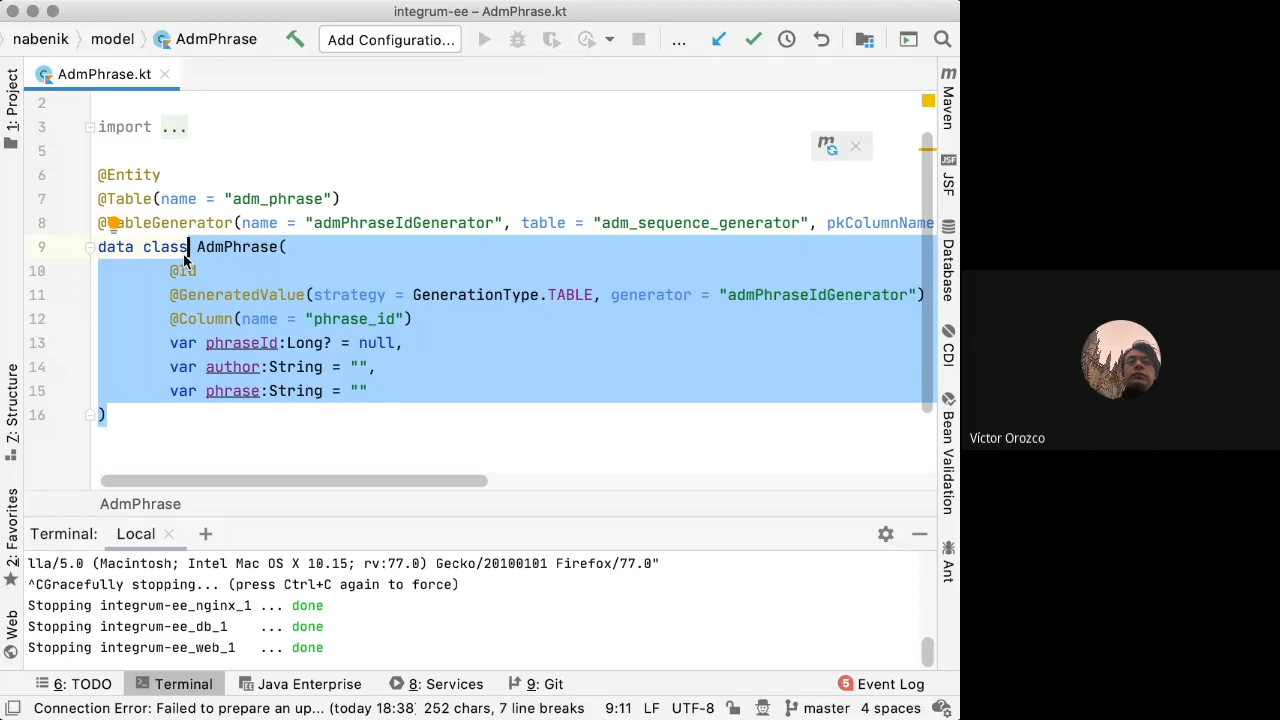 integrum-ee – AdmPhrase.kt
nabenik
model
AdmPhrase
Add Configuratio...
...
AdmPhrase.kt
1: Project
Z: Structure
2: Favorites
Web
2
3 import ...
5
6 @Entity
7 @Table(name = "adm_phrase")
8 ableGenerator(name = "admPhraseIdGenerator", table = "adm_sequence_generator", pkColumnName
9 data class AdmPhrase(
10 @Id
11 @GeneratedValue(strategy = GenerationType.TABLE, generator = "admPhraseIdGenerator")
12 @Column(name = "phrase_id")
13 var phraseId:Long? = null,
14 var author:String = "",
15 var phrase:String = ""
16 )
AdmPhrase
m
Maven
JSF
JSF
Database
CDI
Bean Validation
Ant
Víctor Orozco
Terminal: Local
lla/5.0 (Macintosh; Intel Mac OS X 10.15; rv:77.0) Gecko/20100101 Firefox/77.0"
^CGracefully stopping... (press Ctrl+C again to force)
Stopping integrum-ee_nginx_1 ... done
Stopping integrum-ee_db_1 ... done
Stopping integrum-ee_web_1 ... done
6: TODO
Terminal
Java Enterprise
8: Services
9: Git
5 Event Log
Connection Error: Failed to prepare an up... (today 18:38) 252 chars, 7 line breaks 9:11 LF UTF-8 master 4 spaces